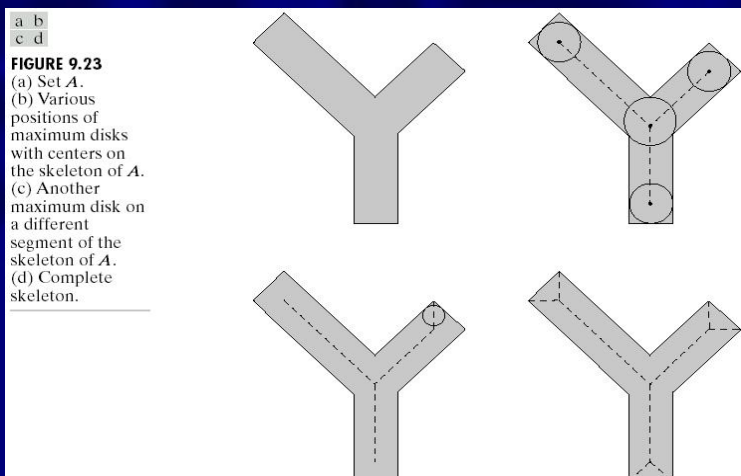 a b
c d
FIGURE 9.23
(a) Set A.
(b) Various
positions of
maximum disks
with centers on
the skeleton of A.
(c) Another
maximum disk on
a different
segment of the
skeleton of A.
(d) Complete
skeleton.